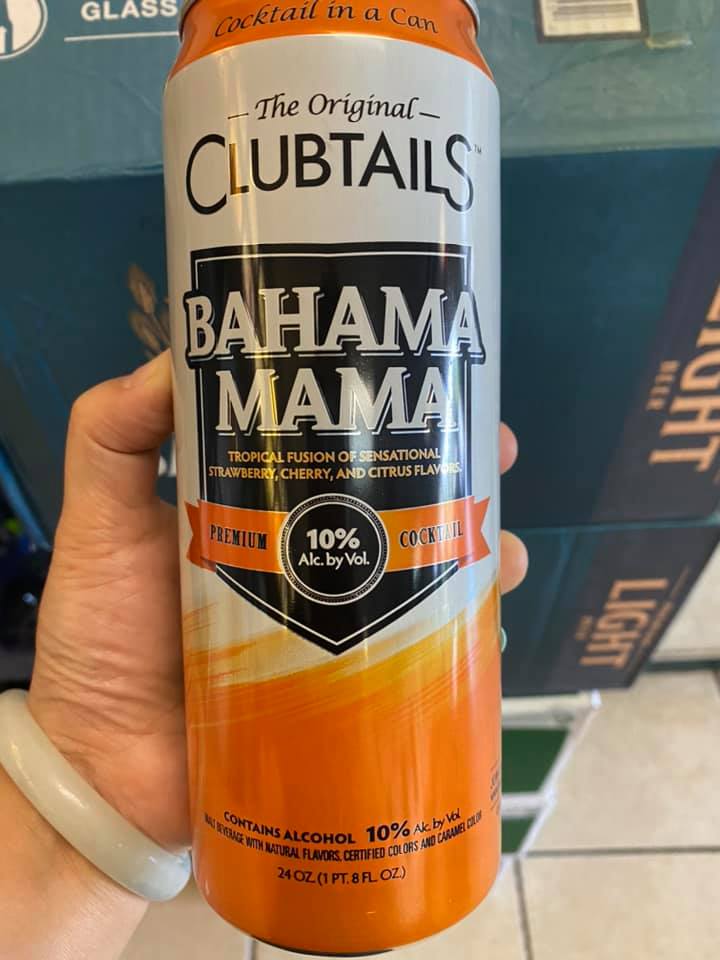 GLASS
Cocktail in a Can
The Original
CLUBTAILS™
BAHAMA
MAMA
TROPICAL FUSION OF SENSATIONAL
STRAWBERRY, CHERRY, AND CITRUS FLAVORS.
PREMIUM
10%
Alc. by Vol.
COCKTAIL
CONTAINS ALCOHOL 10% Alc. by Vol
MALT BEVERAGE WITH NATURAL FLAVORS, CERTIFIED COLORS AND CARAMEL COLOR
24 OZ. (1 PT. 8 FL. OZ.)
LIGHT
BEER
LIGHT